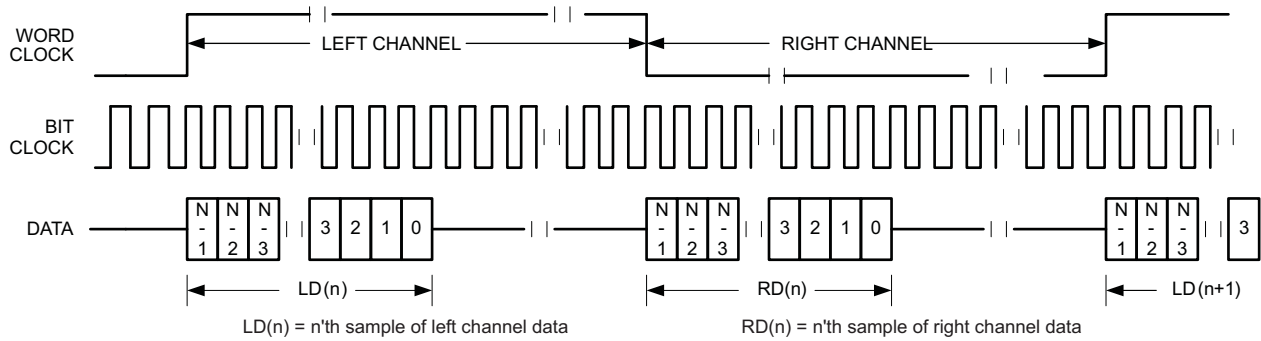 WORD
CLOCK
LEFT CHANNEL
RIGHT CHANNEL
BIT
CLOCK
DATA
N
-
1
N
-
2
N
-
3
3
2
1
0
N
-
1
N
-
2
N
-
3
3
2
1
0
N
-
1
N
-
2
N
-
3
3
LD(n)
RD(n)
LD(n+1)
LD(n) = n'th sample of left channel data
RD(n) = n'th sample of right channel data